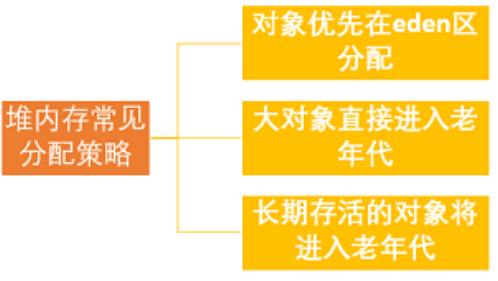 堆内存常见
分配策略
对象优先在eden区
分配
大对象直接进入老
年代
长期存活的对象将
进入老年代